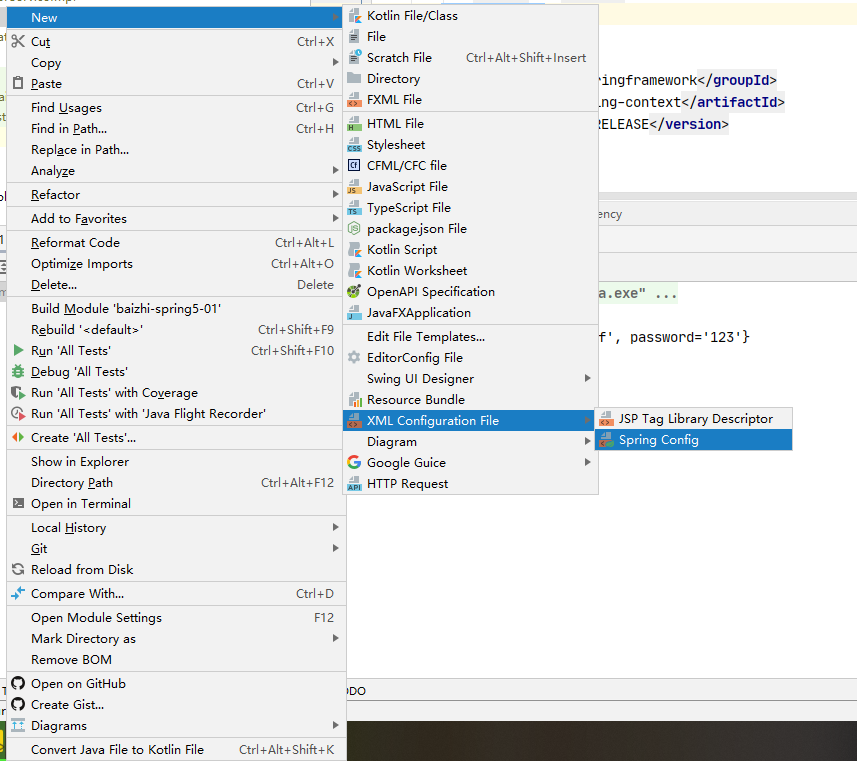 New
Cut Ctrl+X
Copy
Paste Ctrl+V
Find Usages Ctrl+G
Find in Path... Ctrl+H
Replace in Path...
Analyze
Refactor
Add to Favorites
Reformat Code Ctrl+Alt+L
Optimize Imports Ctrl+Alt+O
Delete... Delete
Build Module 'baizhi-spring5-01'
Rebuild '<default>' Ctrl+Shift+F9
Run 'All Tests' Ctrl+Shift+F10
Debug 'All Tests'
Run 'All Tests' with Coverage
Run 'All Tests' with 'Java Flight Recorder'
Create 'All Tests'...
Show in Explorer
Directory Path Ctrl+Alt+F12
Open in Terminal
Local History
Git
Reload from Disk
Compare With... Ctrl+D
Open Module Settings F12
Mark Directory as
Remove BOM
Open on GitHub
Create Gist...
Diagrams
Convert Java File to Kotlin File Ctrl+Alt+Shift+K
Kotlin File/Class
File
Scratch File Ctrl+Alt+Shift+Insert
Directory
FXML File
HTML File
Stylesheet
CFML/CFC file
JavaScript File
TypeScript File
package.json File
Kotlin Script
Kotlin Worksheet
OpenAPI Specification
JavaFXApplication
Edit File Templates...
EditorConfig File
Swing UI Designer
Resource Bundle
XML Configuration File
Diagram
Google Guice
HTTP Request
JSP Tag Library Descriptor
Spring Config
ringframework</groupId>
ing-context</artifactId>
RELEASE</version>
ency
a.exe" ...
f', password='123'}